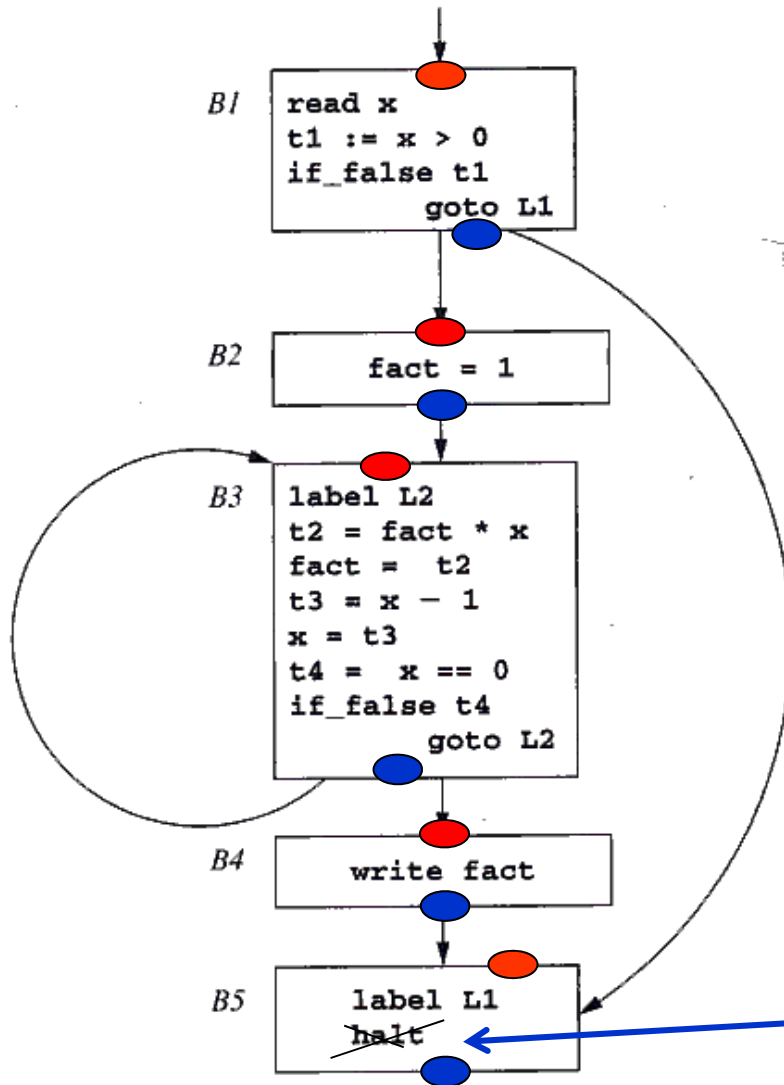 B1
read x
t1 := x > 0
if_false t1
goto L1
B2
fact = 1
B3
label L2
t2 = fact * x
fact = t2
t3 = x - 1
x = t3
t4 = x == 0
if_false t4
goto L2
B4
write fact
B5
label L1
halt